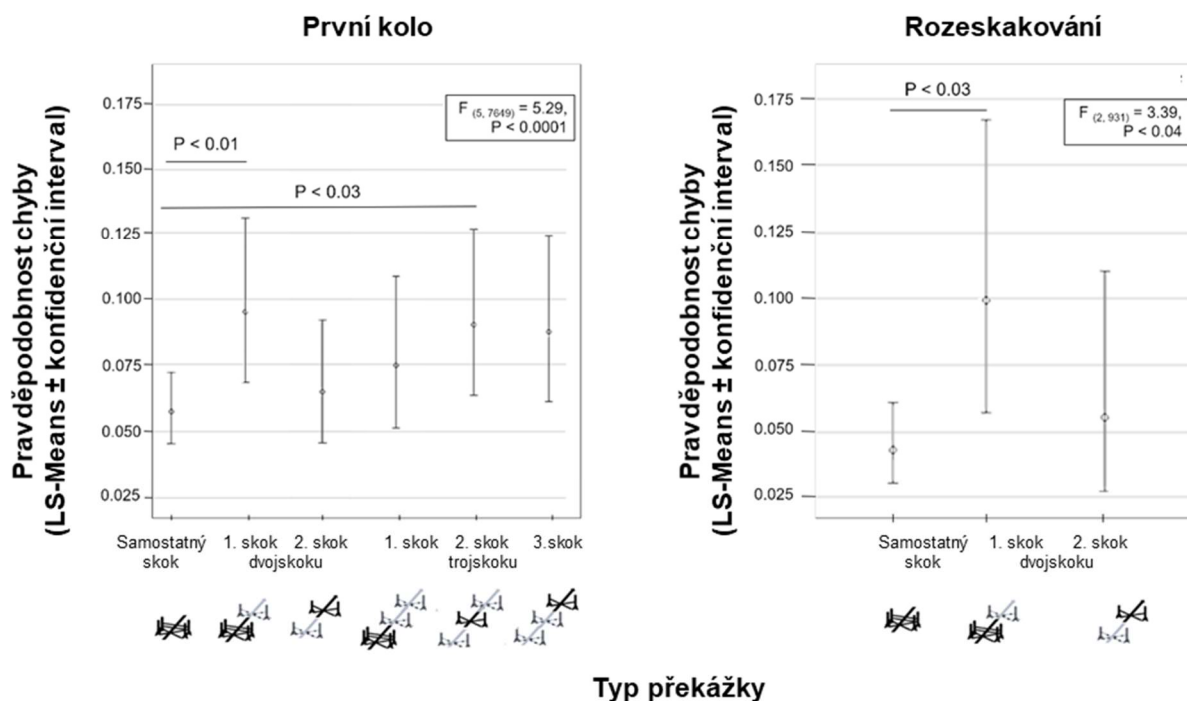 První kolo
Pravděpodobnost chyby
(LS-Means ± konfidenční interval)
0.175
0.150
0.125
0.100
0.075
0.050
0.025
F (5, 7649) = 5.29,
P < 0.0001
P < 0.01
P < 0.03
Samostatný
skok
1. skok
2. skok
dvojskoku
1. skok
2. skok
3.skok
trojskoku
Rozeskakování
Pravděpodobnost chyby
(LS-Means ± konfidenční interval)
0.175
0.150
0.125
0.100
0.075
0.050
0.025
P < 0.03
F (2, 931) = 3.39,
P < 0.04
Samostatný
skok
1. skok
2. skok
dvojskoku
Typ překážky